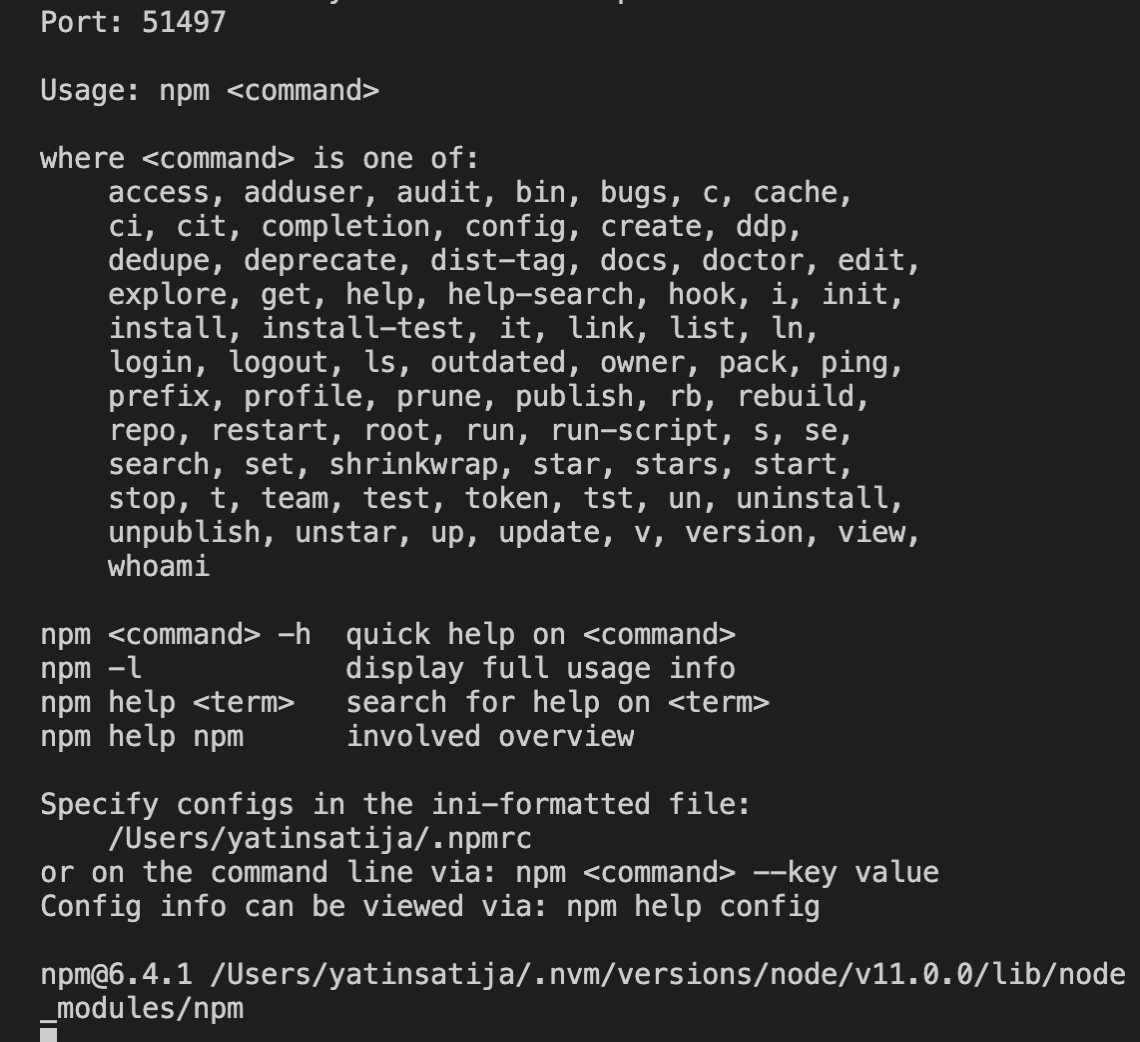 Port: 51497
Usage: npm <command>
where <command> is one of:
    access, adduser, audit, bin, bugs, c, cache,
    ci, cit, completion, config, create, ddp,
    dedupe, deprecate, dist-tag, docs, doctor, edit,
    explore, get, help, help-search, hook, i, init,
    install, install-test, it, link, list, ln,
    login, logout, ls, outdated, owner, pack, ping,
    prefix, profile, prune, publish, rb, rebuild,
    repo, restart, root, run, run-script, s, se,
    search, set, shrinkwrap, star, stars, start,
    stop, t, team, test, token, tst, un, uninstall,
    unpublish, unstar, up, update, v, version, view,
    whoami
npm <command> -h  quick help on <command>
npm -l            display full usage info
npm help <term>   search for help on <term>
npm help npm      involved overview
Specify configs in the ini-formatted file:
    /Users/yatinsatija/.npmrc
or on the command line via: npm <command> --key value
Config info can be viewed via: npm help config
npm@6.4.1 /Users/yatinsatija/.nvm/versions/node/v11.0.0/lib/node
_modules/npm